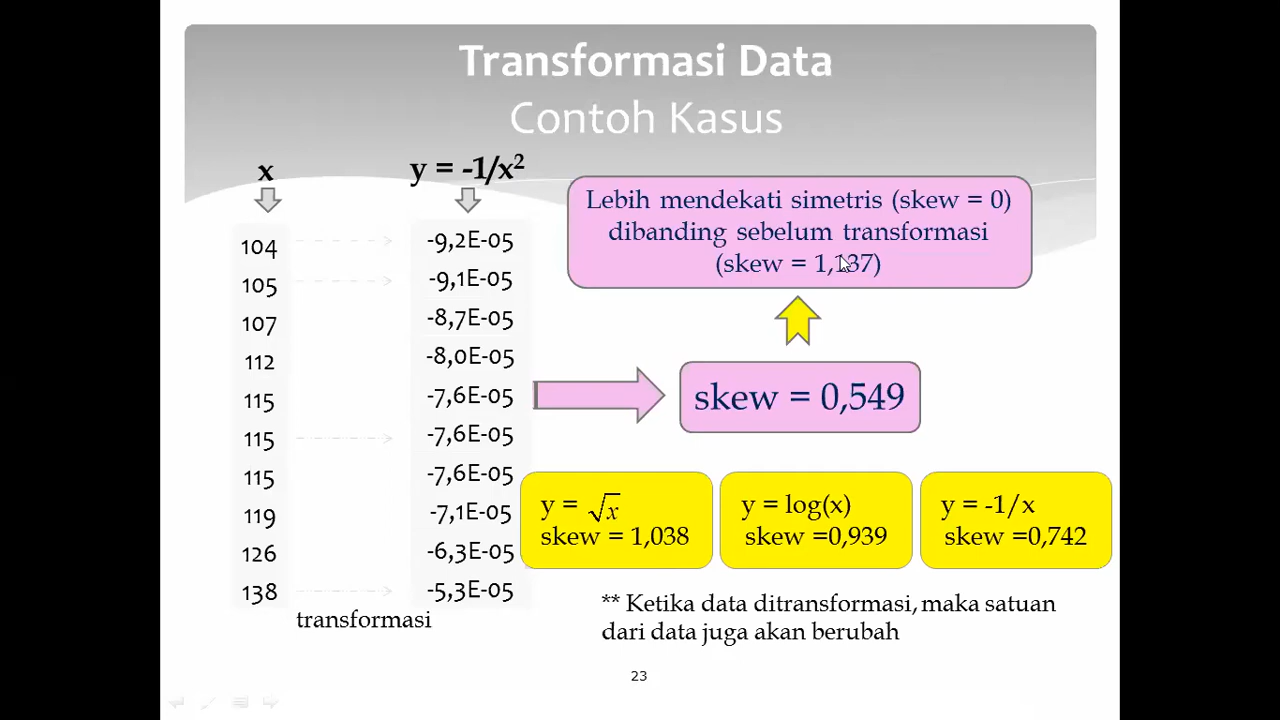 Transformasi Data
Contoh Kasus
x
y = -1/x²
104
105
107
112
115
115
115
119
126
138
-9,2E-05
-9,1E-05
-8,7E-05
-8,0E-05
-7,6E-05
-7,6E-05
-7,6E-05
-7,1E-05
-6,3E-05
-5,3E-05
transformasi
Lebih mendekati simetris (skew = 0)
dibanding sebelum transformasi
(skew = 1,137)
skew = 0,549
y = √x
skew = 1,038
y = log(x)
skew =0,939
y = -1/x
skew =0,742
** Ketika data ditransformasi, maka satuan
dari data juga akan berubah
23